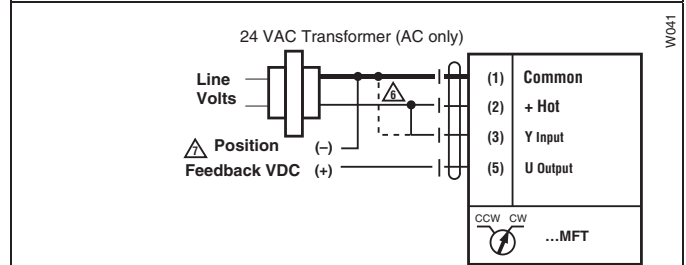 W041
24 VAC Transformer (AC only)
Line
Volts
(1) Common
6
(2) + Hot
(3) Y Input
7 Position (–)
Feedback VDC (+)
(5) U Output
CCW CW
...MFT